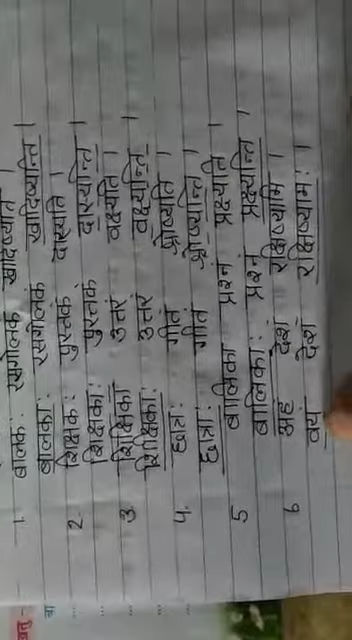 1. बालकः रसगोलकं खादिष्यति ।
बालकाः रसगोलकं खादिष्यन्ति ।
2. शिक्षकः पुस्तकं दास्यति ।
शिक्षकाः पुस्तकं दास्यन्ति ।
3. शिक्षिका उत्तरं वक्ष्यति ।
शिक्षिकाः उत्तरं वक्ष्यन्ति ।
4. छात्रः गीतं श्रोष्यति ।
छात्राः गीतं श्रोष्यन्ति ।
5 बालिका प्रश्नं प्रक्ष्यति ।
बालिकाः प्रश्नं प्रक्ष्यन्ति ।
6 अहं देशं रक्षिष्यामि ।
वयं देशं रक्षिष्यामः ।